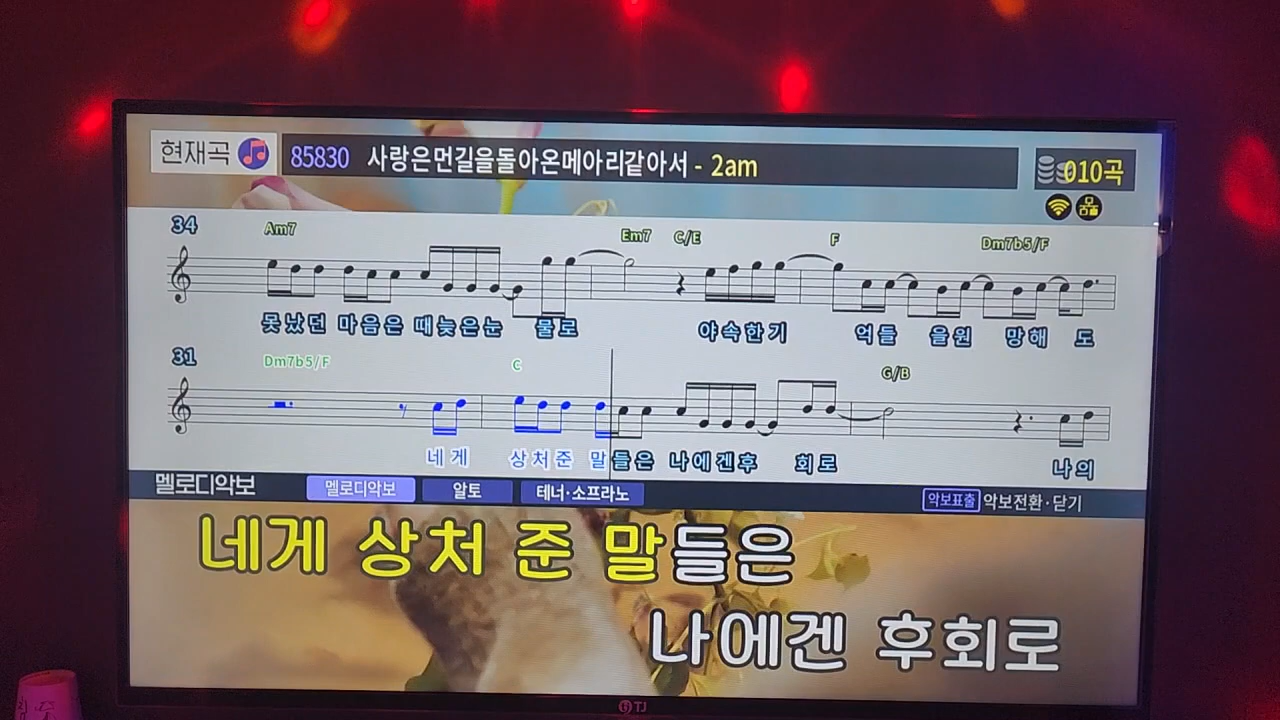 현재곡 85830 사랑은먼길을돌아온메아리같아서 - 2am 010곡
34 Am7 Em7 C/E F Dm7b5/F
못났던 마음은 때늦은눈 물로 야속한기 억들 을원 망해 도
31 Dm7b5/F C G/B
네게 상처준 말들은 나에겐후 회로 나의
멜로디악보 멜로디악보 알토 테너·소프라노 악보표출 악보전환·닫기
네게 상처 준 말들은
나에겐 후회로
TJ